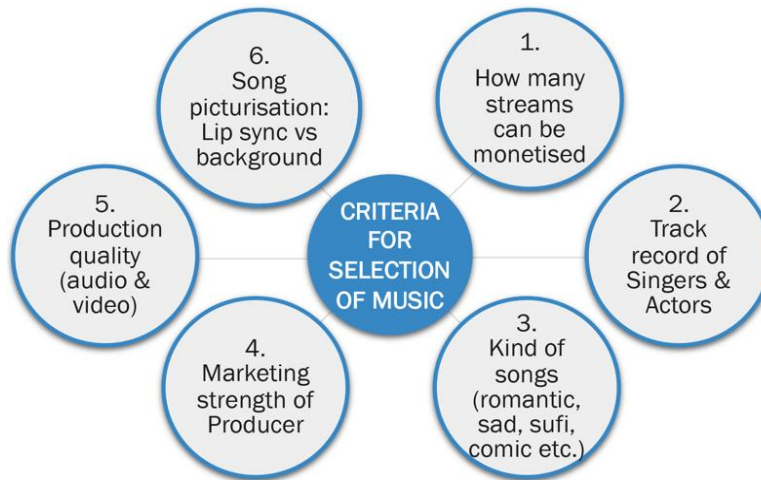 CRITERIA
FOR
SELECTION
OF MUSIC
1.
How many
streams
can be
monetised
2.
Track
record of
Singers &
Actors
3.
Kind of
songs
(romantic,
sad, sufi,
comic etc.)
4.
Marketing
strength of
Producer
5.
Production
quality
(audio &
video)
6.
Song
picturisation:
Lip sync vs
background